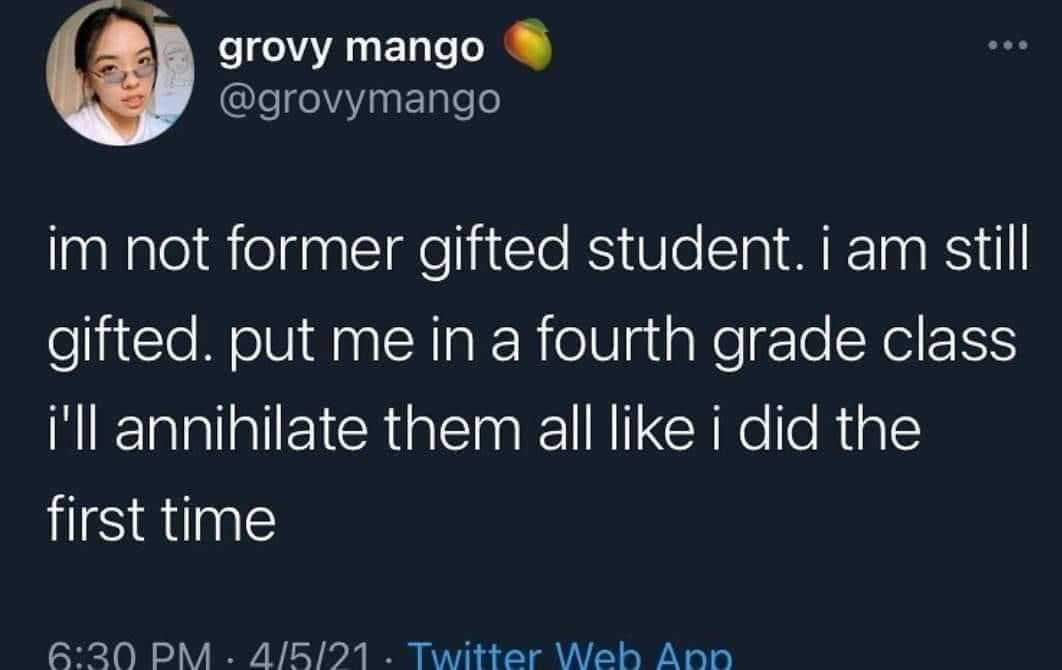 grovy mango 🥭
@grovymango
im not former gifted student. i am still
gifted. put me in a fourth grade class
i'll annihilate them all like i did the
first time
6:30 PM · 4/5/21 · Twitter Web App